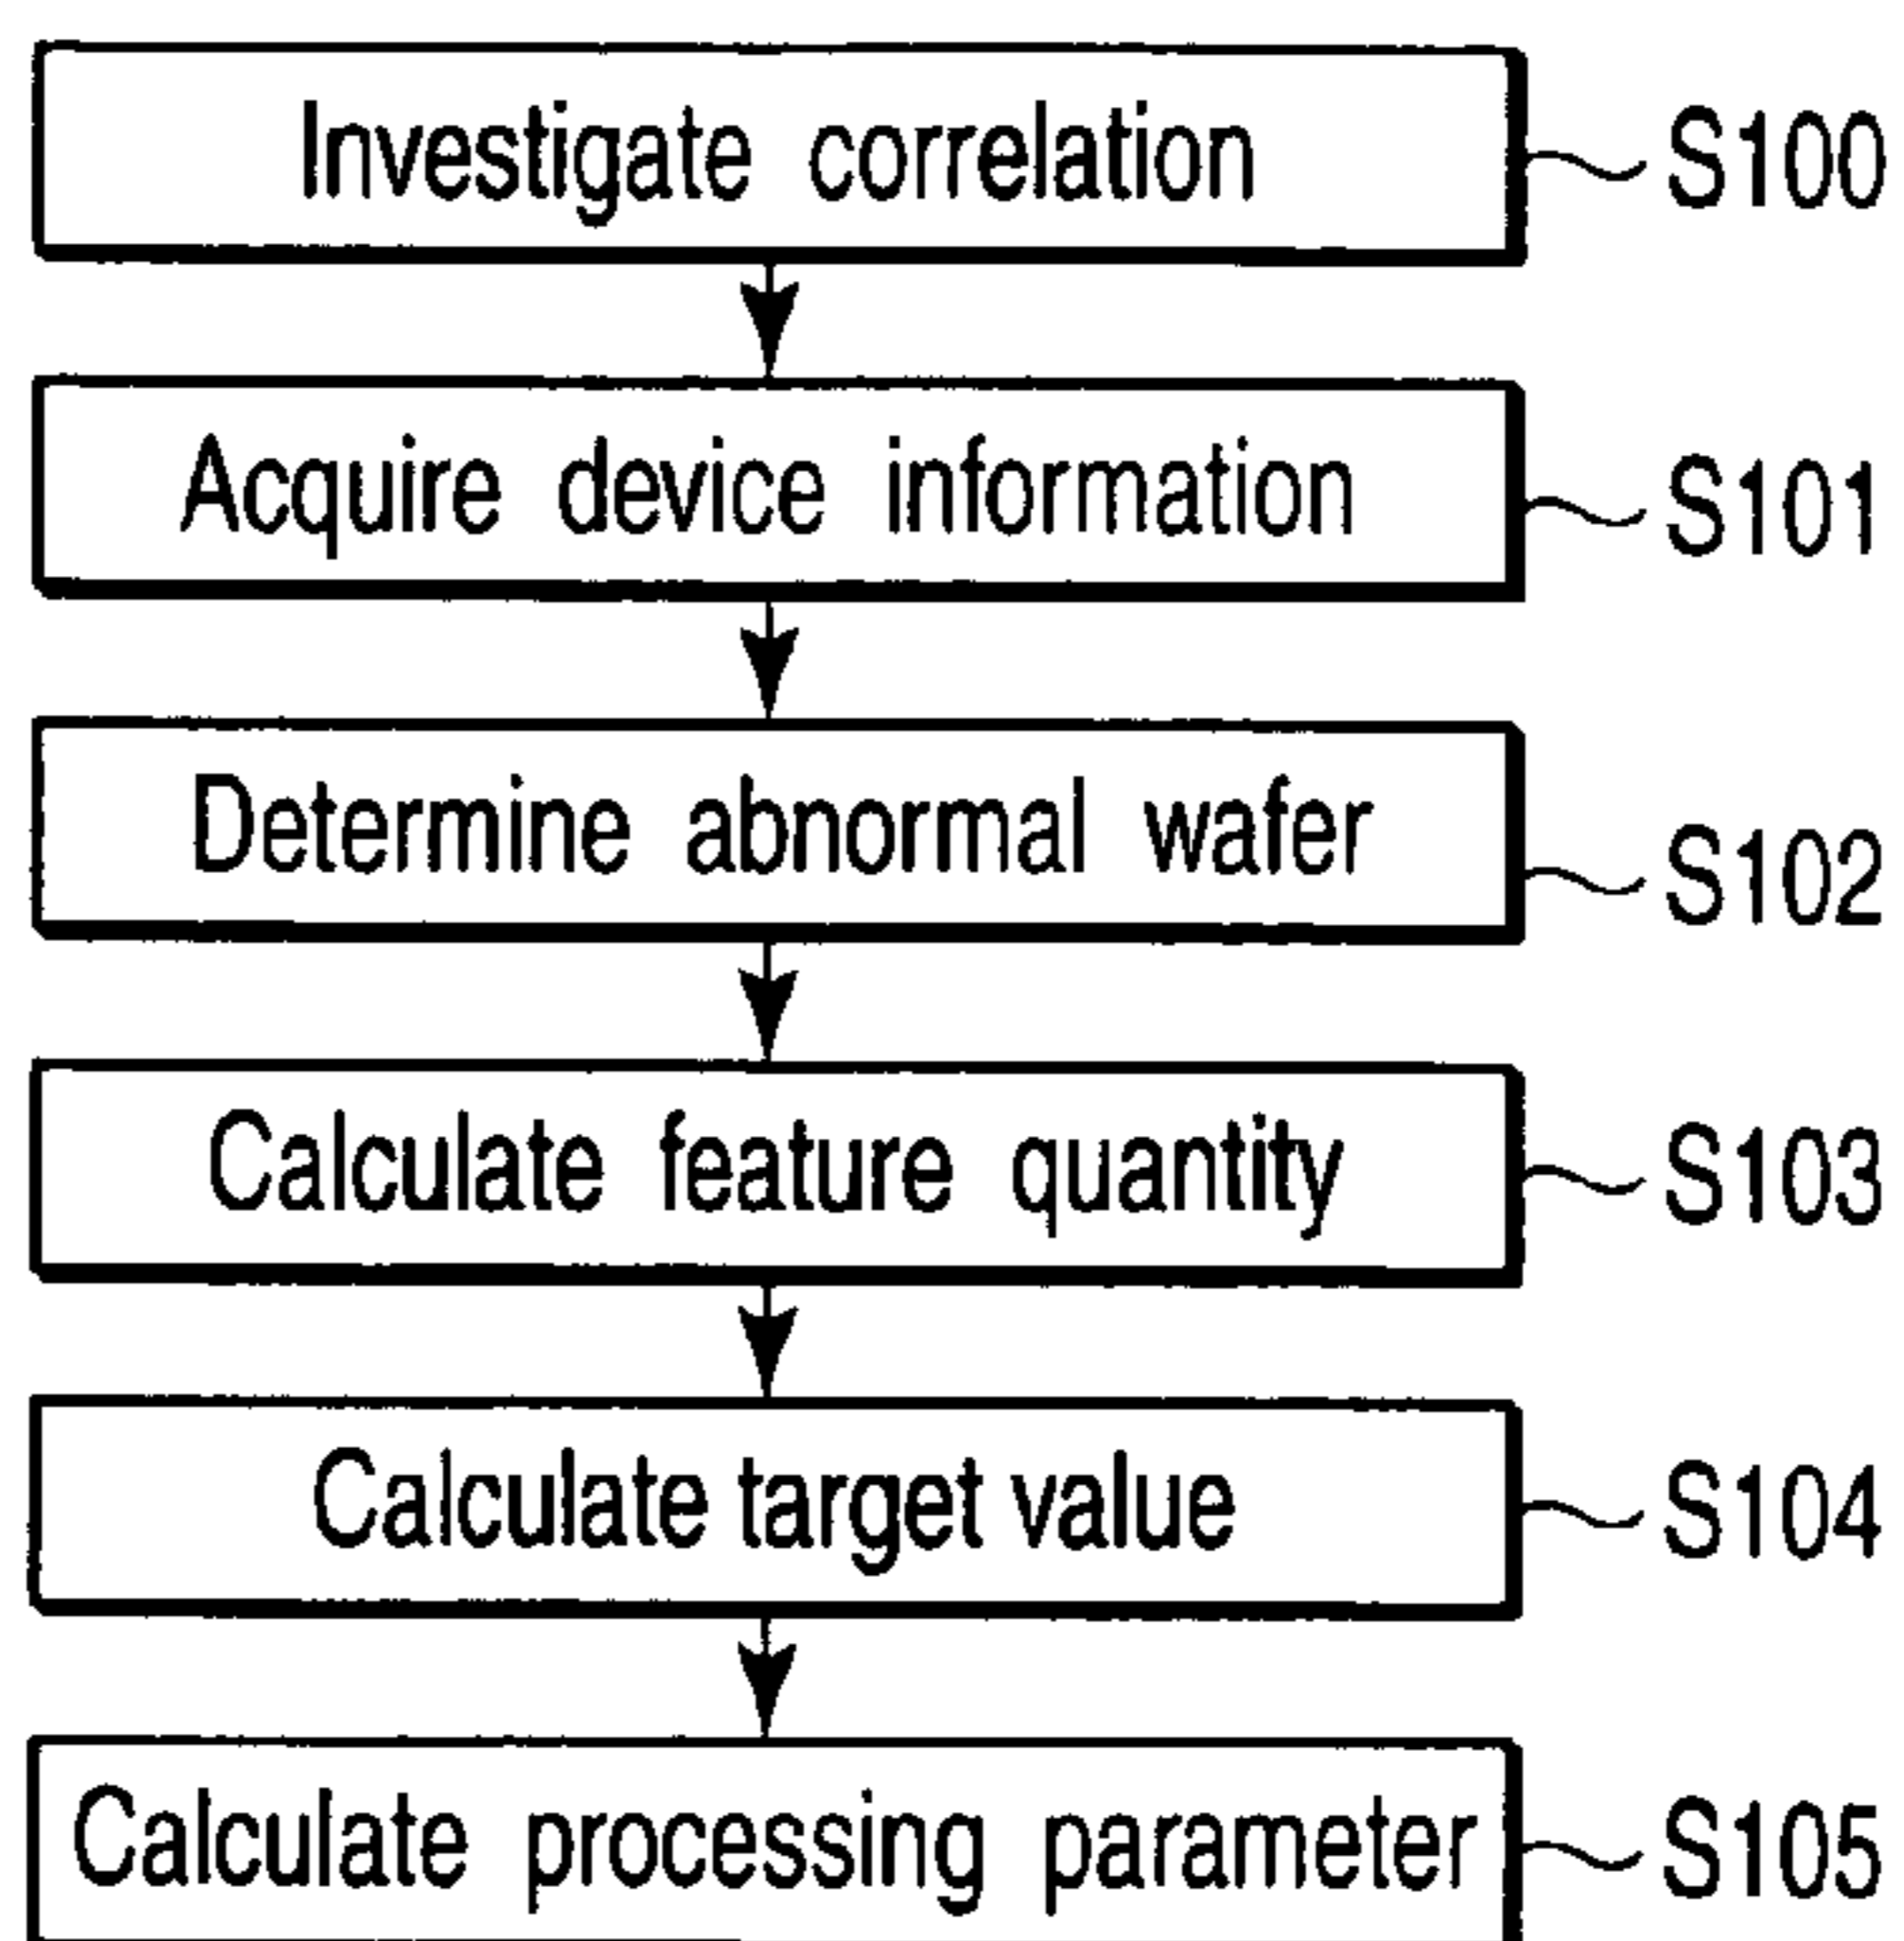 Investigate correlation S100
Acquire device information S101
Determine abnormal wafer S102
Calculate feature quantity S103
Calculate target value S104
Calculate processing parameter S105